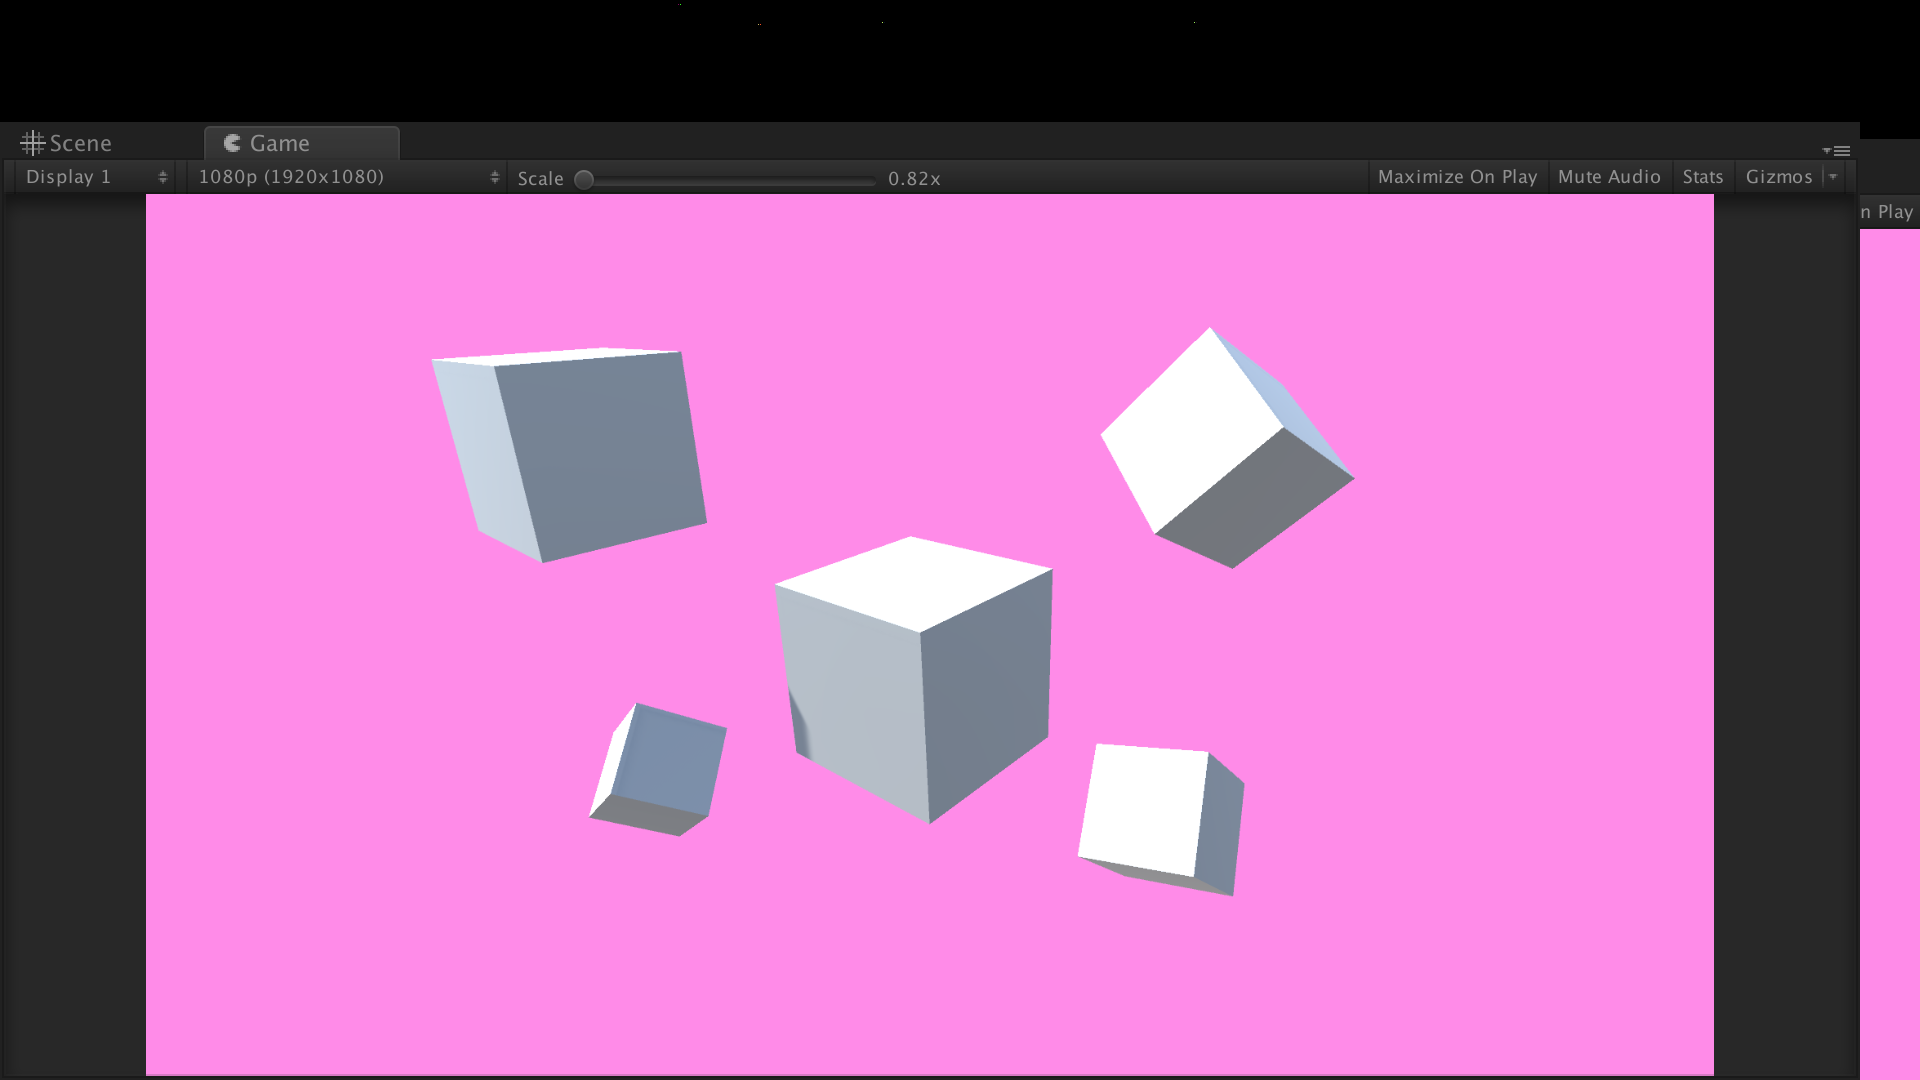 Scene
Game
Display 1
1080p (1920x1080)
Scale
0.82x
Maximize On Play
Mute Audio
Stats
Gizmos
n Play